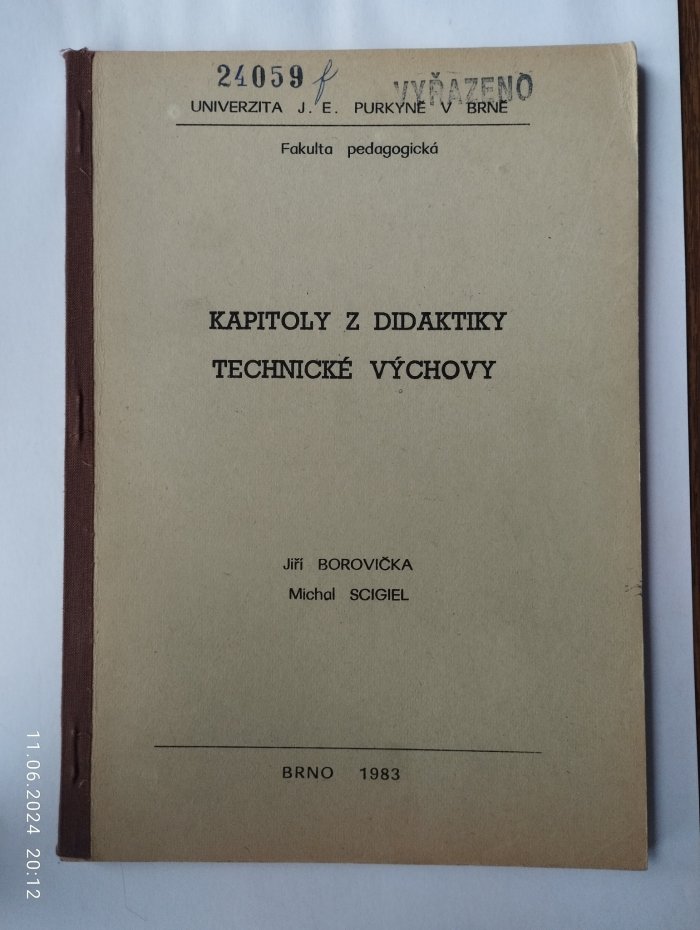 24059 f
VYŘAZENO
UNIVERZITA J. E. PURKYNĚ V BRNĚ
Fakulta pedagogická
KAPITOLY Z DIDAKTIKY
TECHNICKÉ VÝCHOVY
Jiří BOROVIČKA
Michal SCIGIEL
BRNO 1983
11.06.2024 20:12